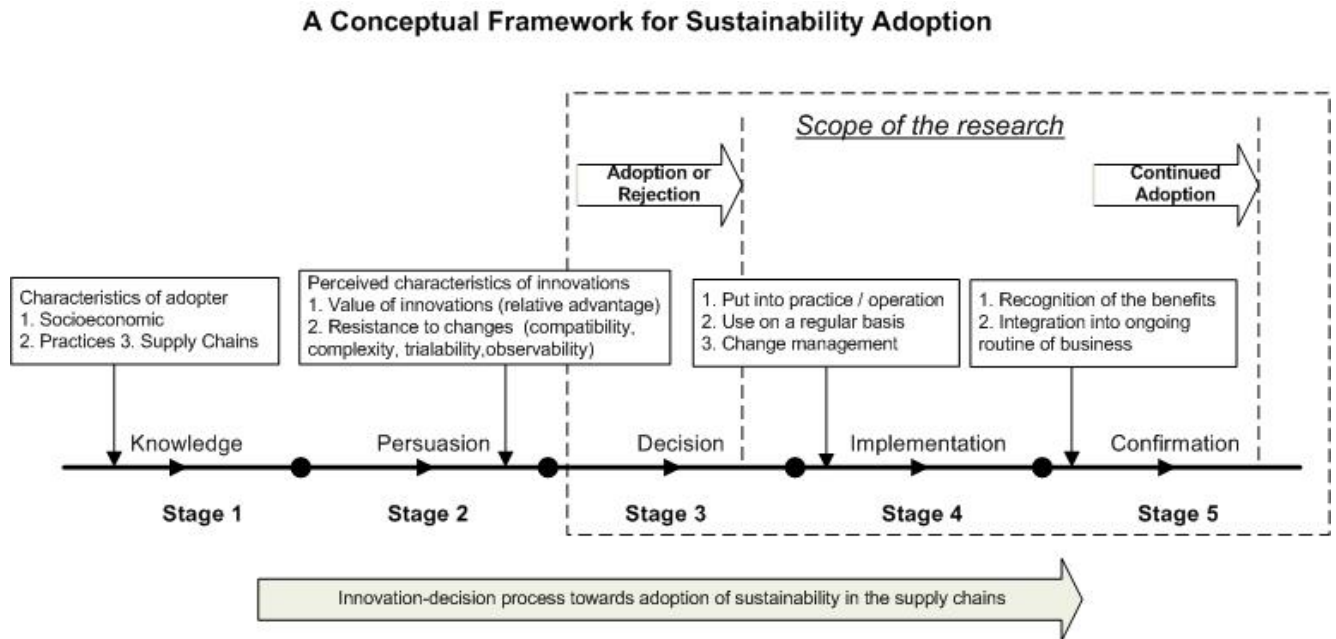 A Conceptual Framework for Sustainability Adoption
Scope of the research
Adoption or
Rejection
Continued
Adoption
Characteristics of adopter
1. Socioeconomic
2. Practices 3. Supply Chains
Perceived characteristics of innovations
1. Value of innovations (relative advantage)
2. Resistance to changes (compatibility,
complexity, trialability,observability)
1. Put into practice / operation
2. Use on a regular basis
3. Change management
1. Recognition of the benefits
2. Integration into ongoing
routine of business
Knowledge
Persuasion
Decision
Implementation
Confirmation
Stage 1
Stage 2
Stage 3
Stage 4
Stage 5
Innovation-decision process towards adoption of sustainability in the supply chains